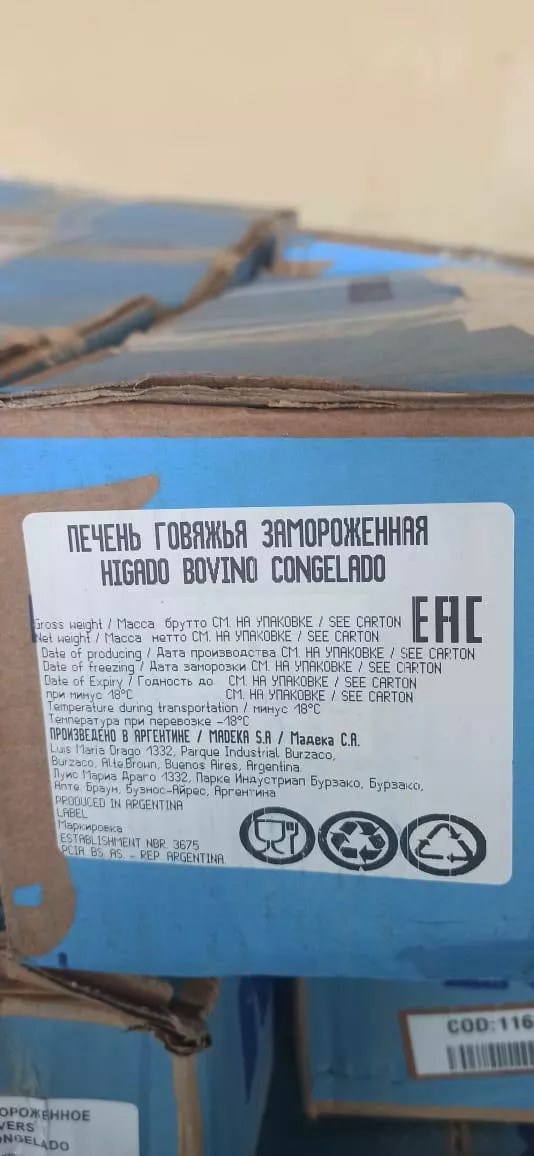 ПЕЧЕНЬ ГОВЯЖЬЯ ЗАМОРОЖЕННАЯ
HIGADO BOVINO CONGELADO
EAC
Gross weight / Масса брутто СМ. НА УПАКОВКЕ / SEE CARTON
Net weight / Масса нетто СМ. НА УПАКОВКЕ / SEE CARTON
Date of producing / Дата производства СМ. НА УПАКОВКЕ / SEE CARTON
Date of freezing / Дата заморозки СМ. НА УПАКОВКЕ / SEE CARTON
Date of Expiry / Годность до СМ. НА УПАКОВКЕ / SEE CARTON
при минус 18°C СМ. НА УПАКОВКЕ / SEE CARTON
Temperature during transportation / минус 18°C
Температура при перевозке -18°C
ПРОИЗВЕДЕНО В АРГЕНТИНЕ / MADEKA S.A / Мадека С.А.
Luis Maria Drago 1332, Parque Industrial Burzaco,
Burzaco, Alte Brown, Buenos Aires, Argentina.
Луис Мариа Драго 1332, Парке Индустриал Бурзако, Бурзако,
Алте. Браун, Буэнос-Айрес, Аргентина
PRODUCED IN ARGENTINA
LABEL
Маркировка
ESTABLISHMENT NBR. 3675
PCIA BS. AS. - REP ARGENTINA
COD:116
ОРОЖЕННОЕ
VERS
ONGELADO